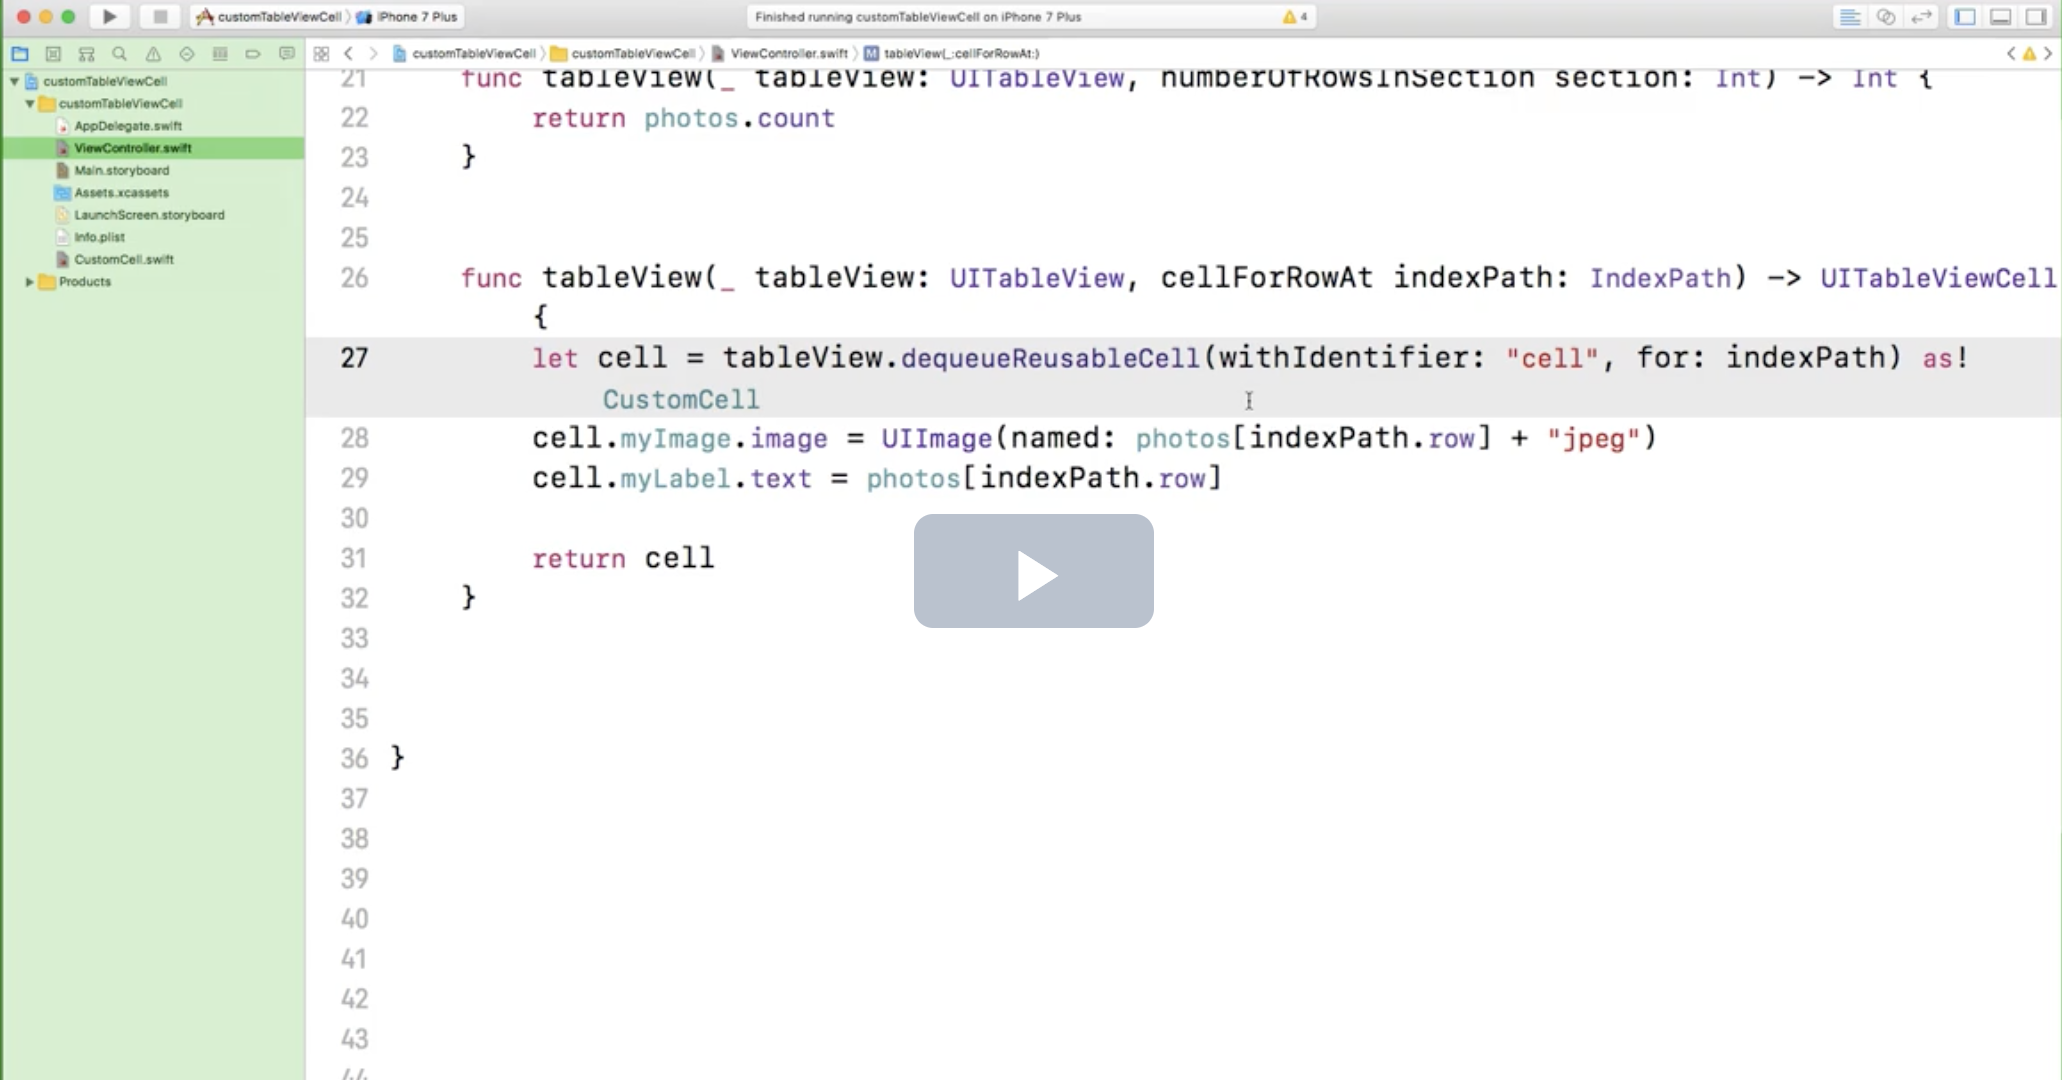 customTableViewCell 〉 iPhone 7 Plus
Finished running customTableViewCell on iPhone 7 Plus
4
customTableViewCell 〉 customTableViewCell 〉 ViewController.swift 〉 M tableView(_:cellForRowAt:)
customTableViewCell
customTableViewCell
AppDelegate.swift
ViewController.swift
Main.storyboard
Assets.xcassets
LaunchScreen.storyboard
Info.plist
CustomCell.swift
Products
21 func tableView(_ tableView: UITableView, numberOfRowsInSection section: Int) -> Int {
22 return photos.count
23 }
24
25
26 func tableView(_ tableView: UITableView, cellForRowAt indexPath: IndexPath) -> UITableViewCell
{
27 let cell = tableView.dequeueReusableCell(withIdentifier: "cell", for: indexPath) as!
CustomCell
28 cell.myImage.image = UIImage(named: photos[indexPath.row] + "jpeg")
29 cell.myLabel.text = photos[indexPath.row]
30
31 return cell
32 }
33
34
35
36 }
37
38
39
40
41
42
43
44